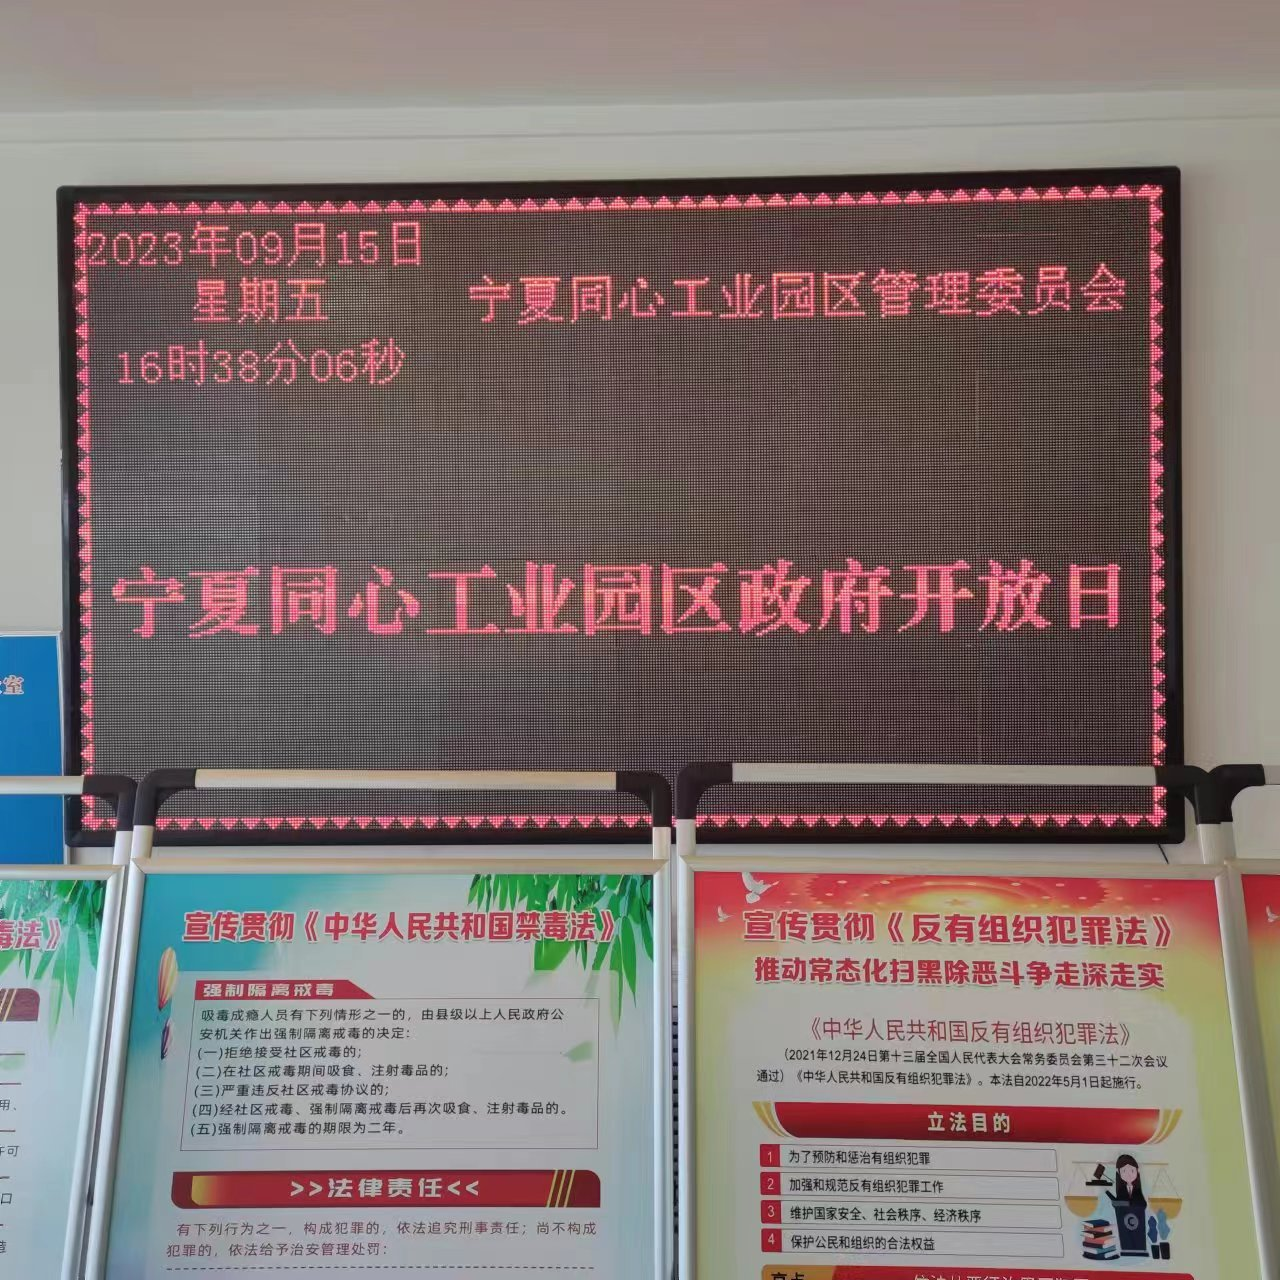 2023年09月15日
星期五
宁夏同心工业园区管理委员会
16时38分06秒
宁夏同心工业园区政府开放日
室
毒法》
用、
许可
口
宣传贯彻《中华人民共和国禁毒法》
强制隔离戒毒
吸毒成瘾人员有下列情形之一的，由县级以上人民政府公
安机关作出强制隔离戒毒的决定：
(一)拒绝接受社区戒毒的；
(二)在社区戒毒期间吸食、注射毒品的；
(三)严重违反社区戒毒协议的；
(四)经社区戒毒、强制隔离戒毒后再次吸食、注射毒品的。
(五)强制隔离戒毒的期限为二年。
>>法律责任<<
有下列行为之一，构成犯罪的，依法追究刑事责任；尚不构成
犯罪的，依法给予治安管理处罚：
宣传贯彻《反有组织犯罪法》
推动常态化扫黑除恶斗争走深走实
《中华人民共和国反有组织犯罪法》
（2021年12月24日第十三届全国人民代表大会常务委员会第三十二次会议
通过）《中华人民共和国反有组织犯罪法》。本法自2022年5月1日起施行。
立法目的
1 为了预防和惩治有组织犯罪
2 加强和规范反有组织犯罪工作
3 维护国家安全、社会秩序、经济秩序
4 保护公民和组织的合法权益